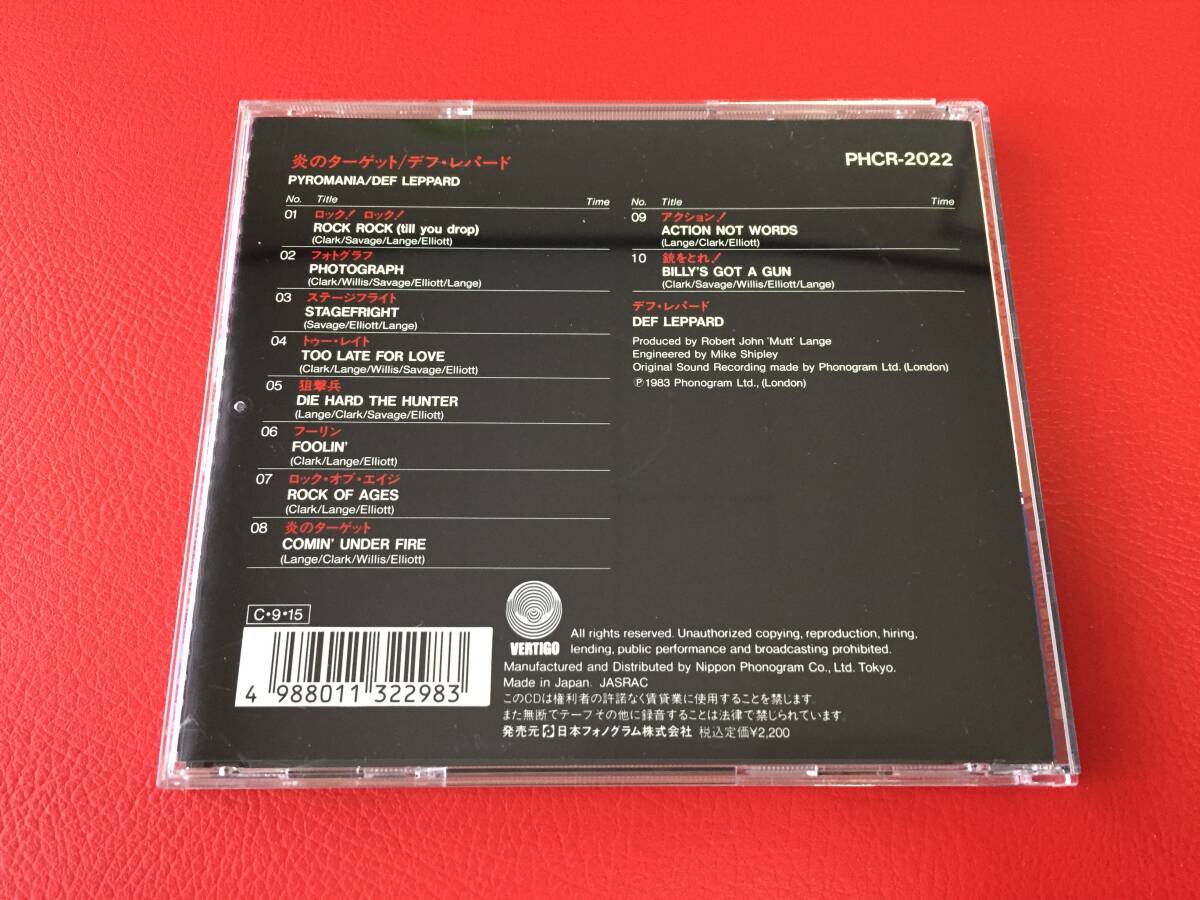 炎のターゲット/デフ・レパード
PYROMANIA/DEF LEPPARD
PHCR-2022
No. Title Time
01 ロック! ロック!
ROCK ROCK (till you drop)
(Clark/Savage/Lange/Elliott)
02 フォトグラフ
PHOTOGRAPH
(Clark/Willis/Savage/Elliott/Lange)
03 ステージフライト
STAGEFRIGHT
(Savage/Elliott/Lange)
04 トゥー・レイト
TOO LATE FOR LOVE
(Clark/Lange/Willis/Savage/Elliott)
05 狙撃兵
DIE HARD THE HUNTER
(Lange/Clark/Savage/Elliott)
06 フーリン
FOOLIN'
(Clark/Lange/Elliott)
07 ロック・オブ・エイジ
ROCK OF AGES
(Clark/Lange/Elliott)
08 炎のターゲット
COMIN' UNDER FIRE
(Lange/Clark/Willis/Elliott)
No. Title Time
09 アクション!
ACTION NOT WORDS
(Lange/Clark/Elliott)
10 銃をとれ!
BILLY'S GOT A GUN
(Clark/Savage/Willis/Elliott/Lange)
デフ・レパード
DEF LEPPARD
Produced by Robert John 'Mutt' Lange
Engineered by Mike Shipley
Original Sound Recording made by Phonogram Ltd. (London)
℗1983 Phonogram Ltd., (London)
C・9・15
4 988011 322983
VERTIGO
All rights reserved. Unauthorized copying, reproduction, hiring,
lending, public performance and broadcasting prohibited.
Manufactured and Distributed by Nippon Phonogram Co., Ltd. Tokyo.
Made in Japan. JASRAC
このCDは権利者の許諾なく賃貸業に使用することを禁じます。
また無断でテープその他に録音することは法律で禁じられています。
発売元 日本フォノグラム株式会社 税込定価¥2,200